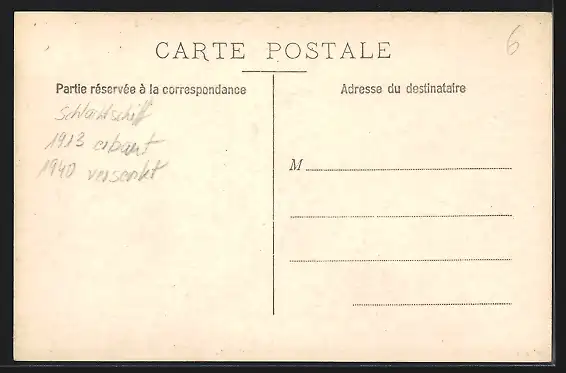 6
CARTE POSTALE
Partie réservée à la correspondance
Adresse du destinataire
Schlachtschiff
1913 erbaut
1940 versenkt
M